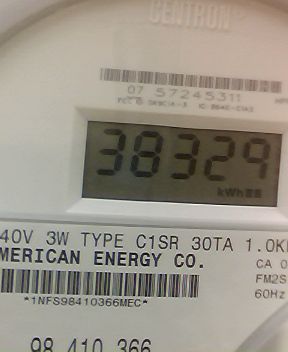 CENTRON
07 57245311
38329
kWh
40V 3W TYPE C1SR 30TA 1.0K
MERICAN ENERGY CO.
CA 0
FM2S
60Hz
*1NFS98410366MEC*
98 410 366